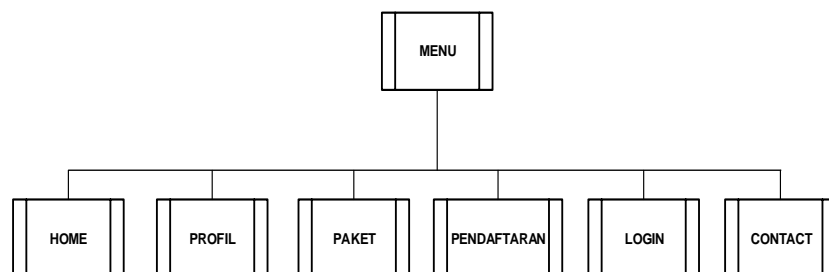 MENU
HOME
PROFIL
PAKET
PENDAFTARAN
LOGIN
CONTACT